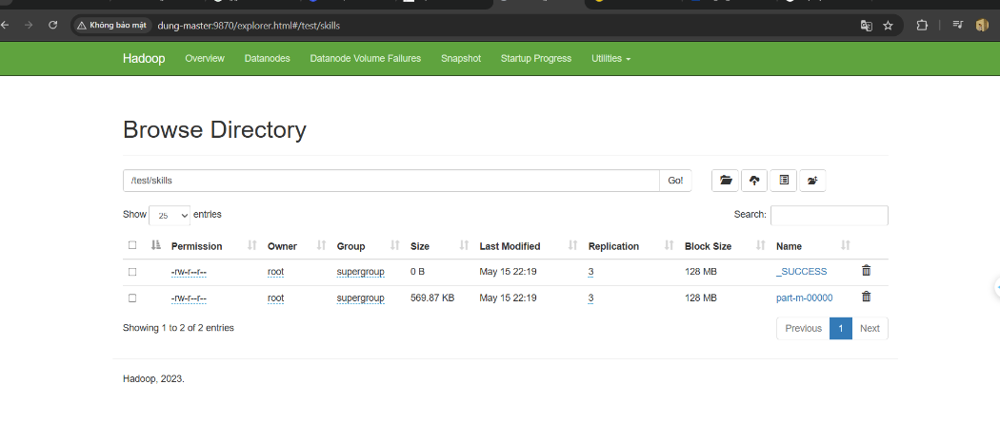 Không bảo mật dung-master:9870/explorer.html#/test/skills
Hadoop Overview Datanodes Datanode Volume Failures Snapshot Startup Progress Utilities
Browse Directory
/test/skills Go!
Show 25 entries Search:
Permission Owner Group Size Last Modified Replication Block Size Name
-rw-r--r-- root supergroup 0 B May 15 22:19 3 128 MB _SUCCESS
-rw-r--r-- root supergroup 569.87 KB May 15 22:19 3 128 MB part-m-00000
Showing 1 to 2 of 2 entries Previous 1 Next
Hadoop, 2023.